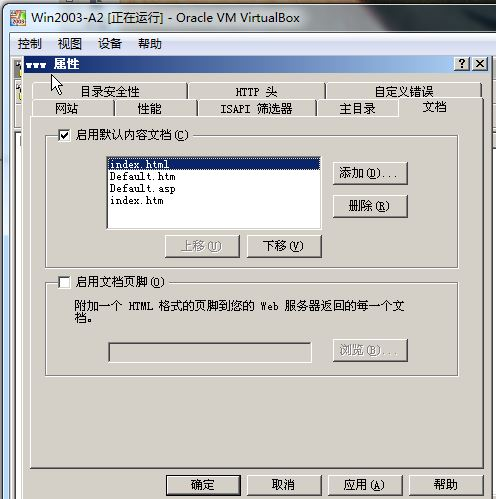 Win2003-A2 [正在运行] - Oracle VM VirtualBox
控制 视图 设备 帮助
▼▼▼ 属性
目录安全性 HTTP 头 自定义错误
网站 性能 ISAPI 筛选器 主目录 文档
启用默认内容文档(C)
index.html
Default.htm
Default.asp
index.htm
添加(D)...
删除(R)
上移(U) 下移(V)
启用文档页脚(O)
附加一个 HTML 格式的页脚到您的 Web 服务器返回的每一个文
档。
浏览(B)...
确定 取消 应用(A) 帮助